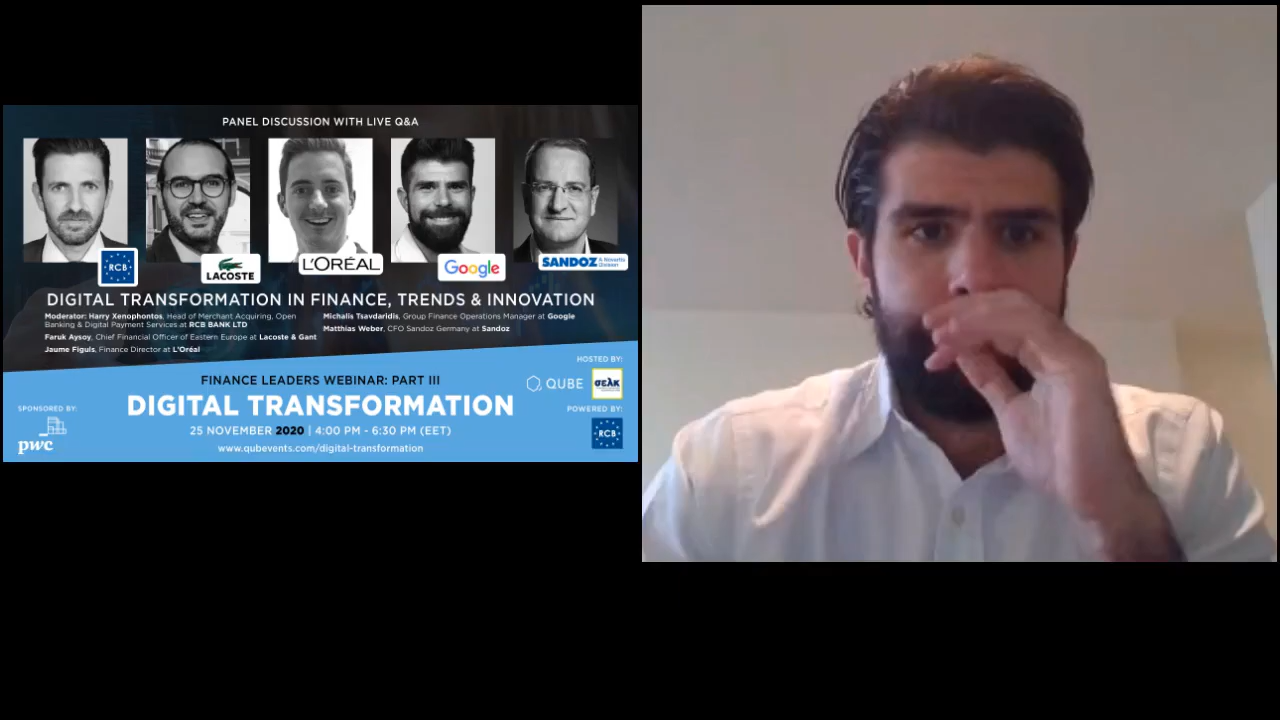 PANEL DISCUSSION WITH LIVE Q&A
RCB
LACOSTE
L'ORÉAL
Google
SANDOZ A Novartis Division
DIGITAL TRANSFORMATION IN FINANCE, TRENDS & INNOVATION
Moderator: Harry Xenophontos, Head of Merchant Acquiring, Open
Banking & Digital Payment Services at RCB BANK LTD
Faruk Aysoy, Chief Financial Officer of Eastern Europe at Lacoste & Gant
Jaume Figuls, Finance Director at L'Oréal
Michalis Tsavdaridis, Group Finance Operations Manager at Google
Matthias Weber, CFO Sandoz Germany at Sandoz
FINANCE LEADERS WEBINAR: PART III
DIGITAL TRANSFORMATION
25 NOVEMBER 2020 | 4:00 PM - 6:30 PM (EET)
www.qubevents.com/digital-transformation
SPONSORED BY:
pwc
HOSTED BY:
QUBE
σελκ
POWERED BY:
RCB